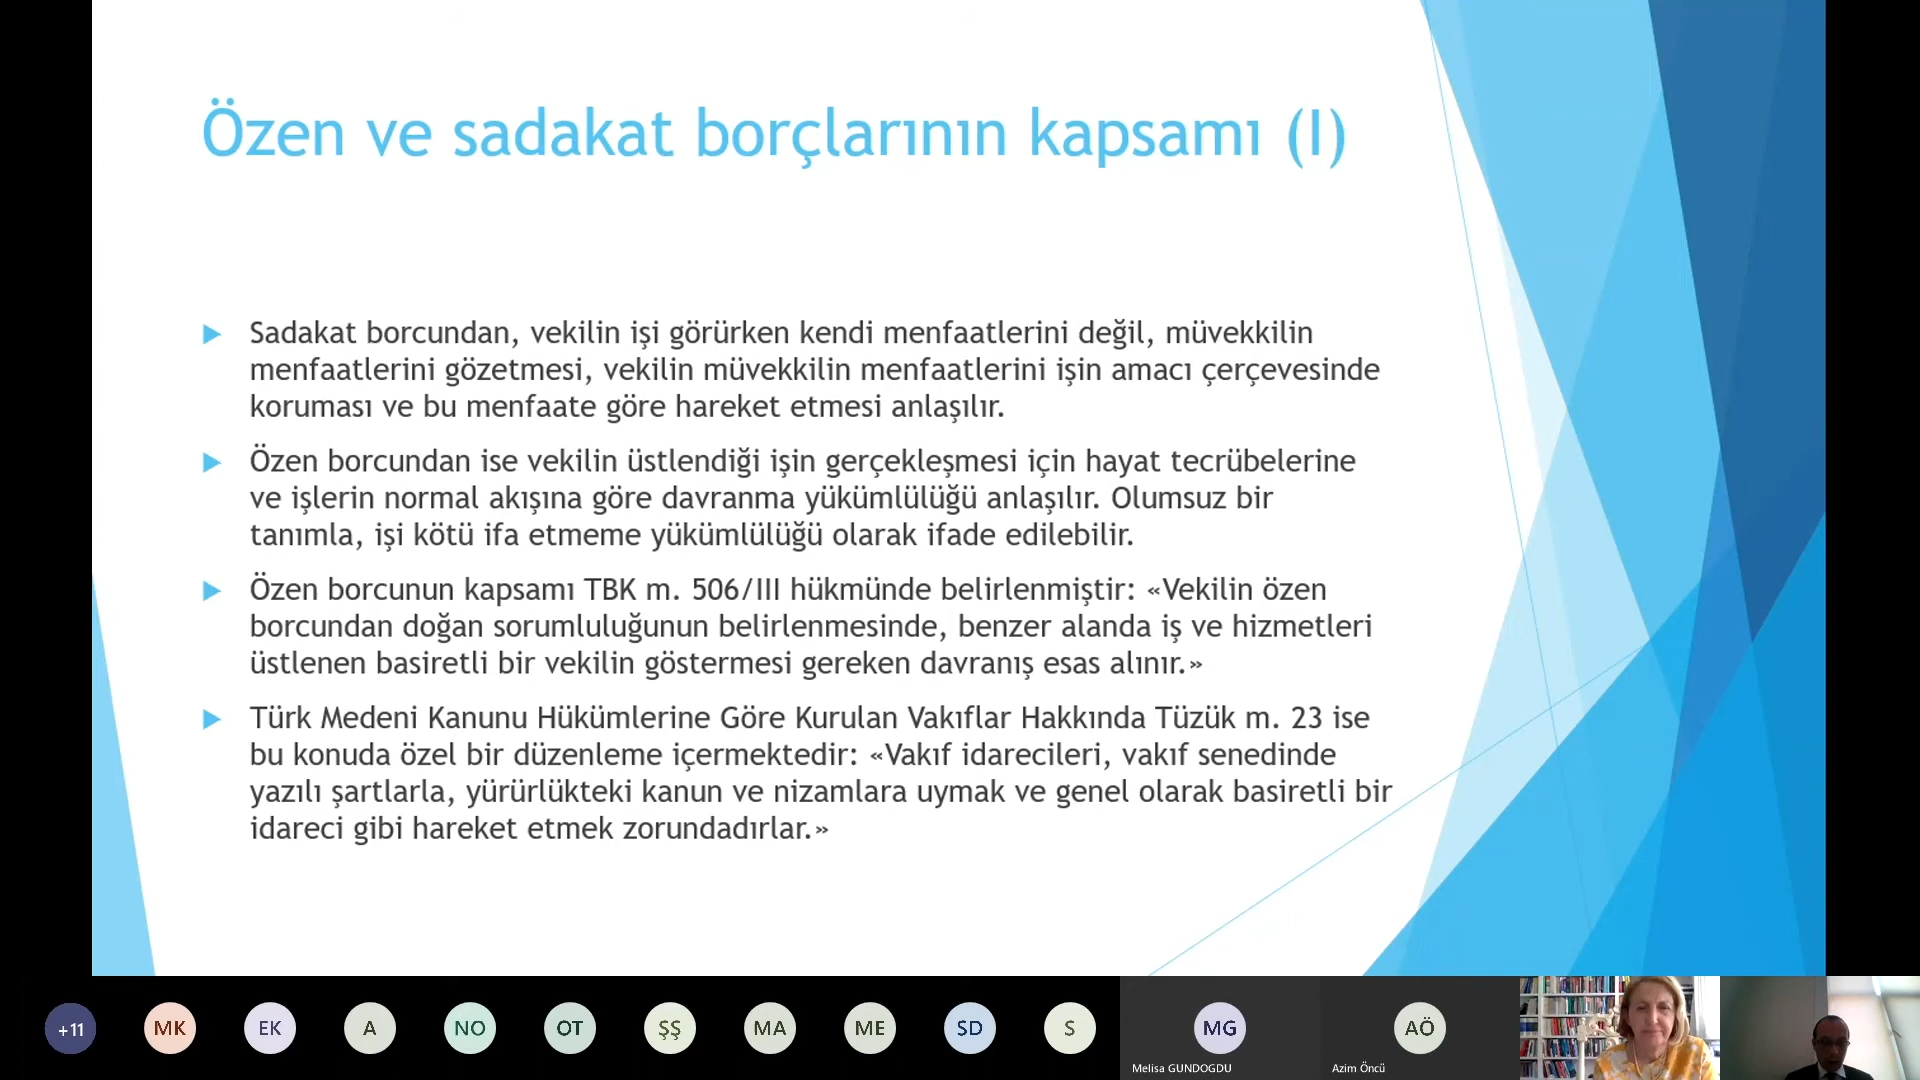 Özen ve sadakat borçlarının kapsamı (I)
Sadakat borcundan, vekilin işi görürken kendi menfaatlerini değil, müvekkilin
menfaatlerini gözetmesi, vekilin müvekkilin menfaatlerini işin amacı çerçevesinde
koruması ve bu menfaate göre hareket etmesi anlaşılır.
Özen borcundan ise vekilin üstlendiği işin gerçekleşmesi için hayat tecrübelerine
ve işlerin normal akışına göre davranma yükümlülüğü anlaşılır. Olumsuz bir
tanımla, işi kötü ifa etmeme yükümlülüğü olarak ifade edilebilir.
Özen borcunun kapsamı TBK m. 506/III hükmünde belirlenmiştir: «Vekilin özen
borcundan doğan sorumluluğunun belirlenmesinde, benzer alanda iş ve hizmetleri
üstlenen basiretli bir vekilin göstermesi gereken davranış esas alınır.»
Türk Medeni Kanunu Hükümlerine Göre Kurulan Vakıflar Hakkında Tüzük m. 23 ise
bu konuda özel bir düzenleme içermektedir: «Vakıf idarecileri, vakıf senedinde
yazılı şartlarla, yürürlükteki kanun ve nizamlara uymak ve genel olarak basiretli bir
idareci gibi hareket etmek zorundadırlar.»
+11 MK EK A NO OT ŞŞ MA ME SD S MG AÖ
Melisa GUNDOGDU Azim Öncü